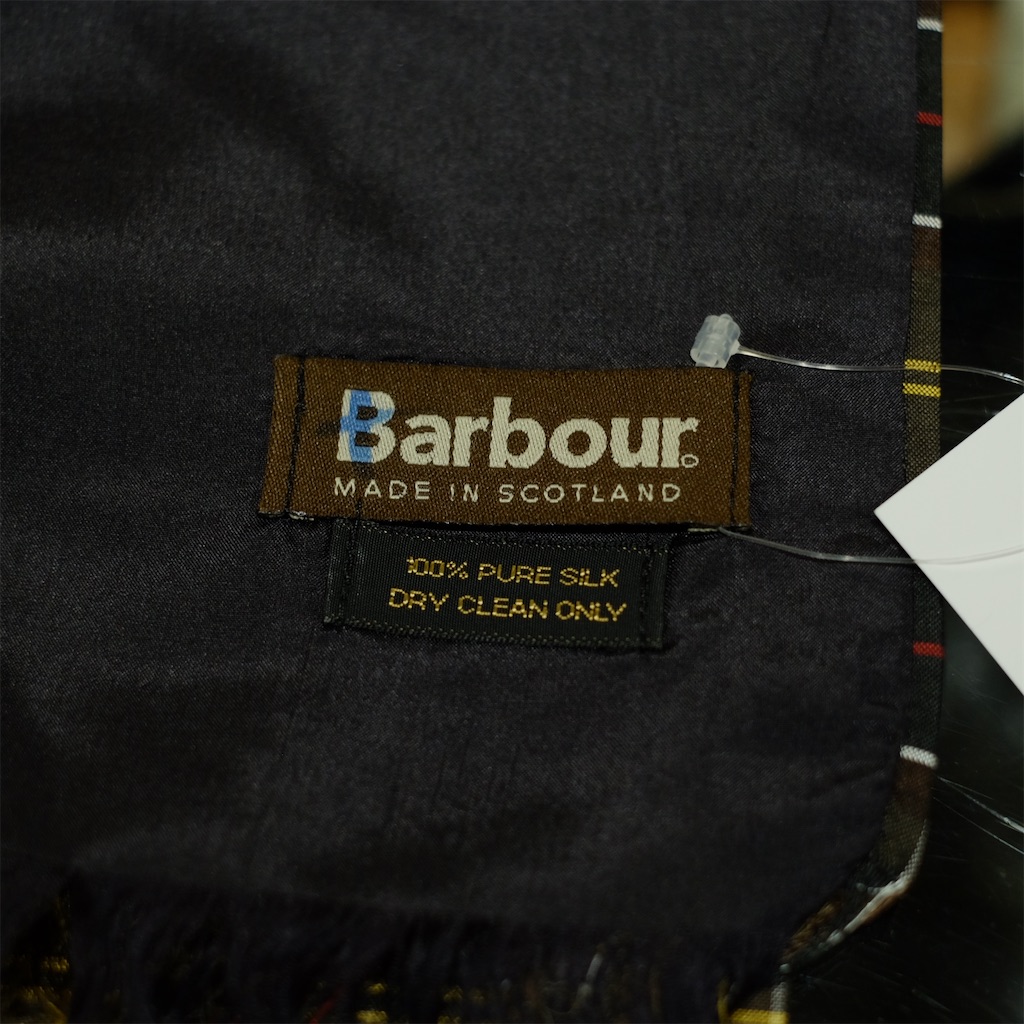 Barbour
MADE IN SCOTLAND
100% PURE SILK
DRY CLEAN ONLY